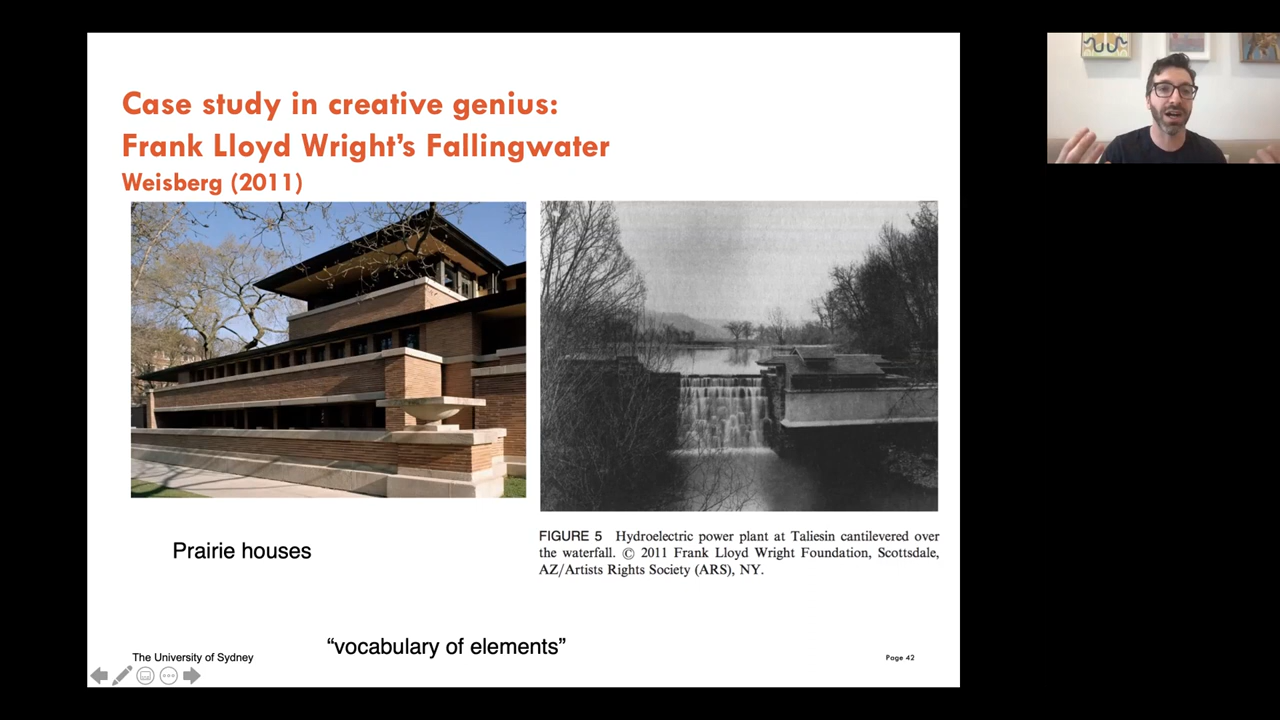 Case study in creative genius:
Frank Lloyd Wright’s Fallingwater
Weisberg (2011)
FIGURE 5 Hydroelectric power plant at Taliesin cantilevered over
the waterfall. © 2011 Frank Lloyd Wright Foundation, Scottsdale,
AZ/Artists Rights Society (ARS), NY.
Prairie houses
“vocabulary of elements”
The University of Sydney
Page 42